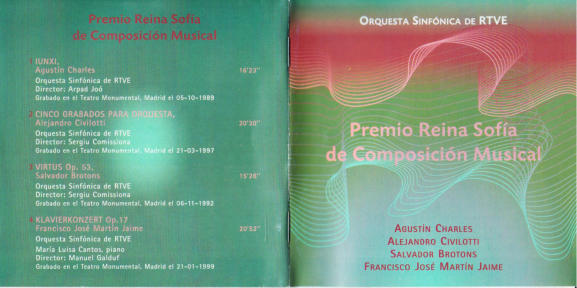 Premio Reina Sofía
de Composición Musical
1 IUNXI,
Agustín Charles 16'23"
Orquesta Sinfónica de RTVE
Director: Arpad Joó
Grabado en el Teatro Monumental, Madrid el 05-10-1989
2 CINCO GRABADOS PARA ORQUESTA,
Alejandro Civilotti 20'20"
Orquesta Sinfónica de RTVE
Director: Sergiu Comissiona
Grabado en el Teatro Monumental, Madrid el 21-03-1997
3 VIRTUS Op. 53,
Salvador Brotons 15'28"
Orquesta Sinfónica de RTVE
Director: Sergiu Comissiona
Grabado en el Teatro Monumental, Madrid el 06-11-1992
4 KLAVIERKONZERT Op.17
Francisco José Martín Jaime 20'52"
Orquesta Sinfónica de RTVE
María Luisa Cantos, piano
Director: Manuel Galduf
Grabado en el Teatro Monumental, Madrid el 21-01-1999
ORQUESTA SINFÓNICA DE RTVE
Premio Reina Sofía
de Composición Musical
AGUSTÍN CHARLES
ALEJANDRO CIVILOTTI
SALVADOR BROTONS
FRANCISCO JOSÉ MARTÍN JAIME